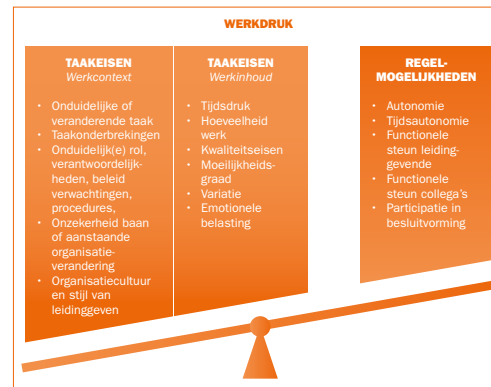 WERKDRUK
TAAKEISEN
Werkcontext
• Onduidelijke of
veranderende taak
• Taakonderbrekingen
• Onduidelijk(e) rol,
verantwoordelijk-
heden, beleid
verwachtingen,
procedures,
• Onzekerheid baan
of aanstaande
organisatie-
verandering
• Organisatiecultuur
en stijl van
leidinggeven
TAAKEISEN
Werkinhoud
• Tijdsdruk
• Hoeveelheid
werk
• Kwaliteitseisen
• Moeilijkheids-
graad
• Variatie
• Emotionele
belasting
REGEL-
MOGELIJKHEDEN
• Autonomie
• Tijdsautonomie
• Functionele
steun leiding-
gevende
• Functionele
steun collega's
• Participatie in
besluitvorming